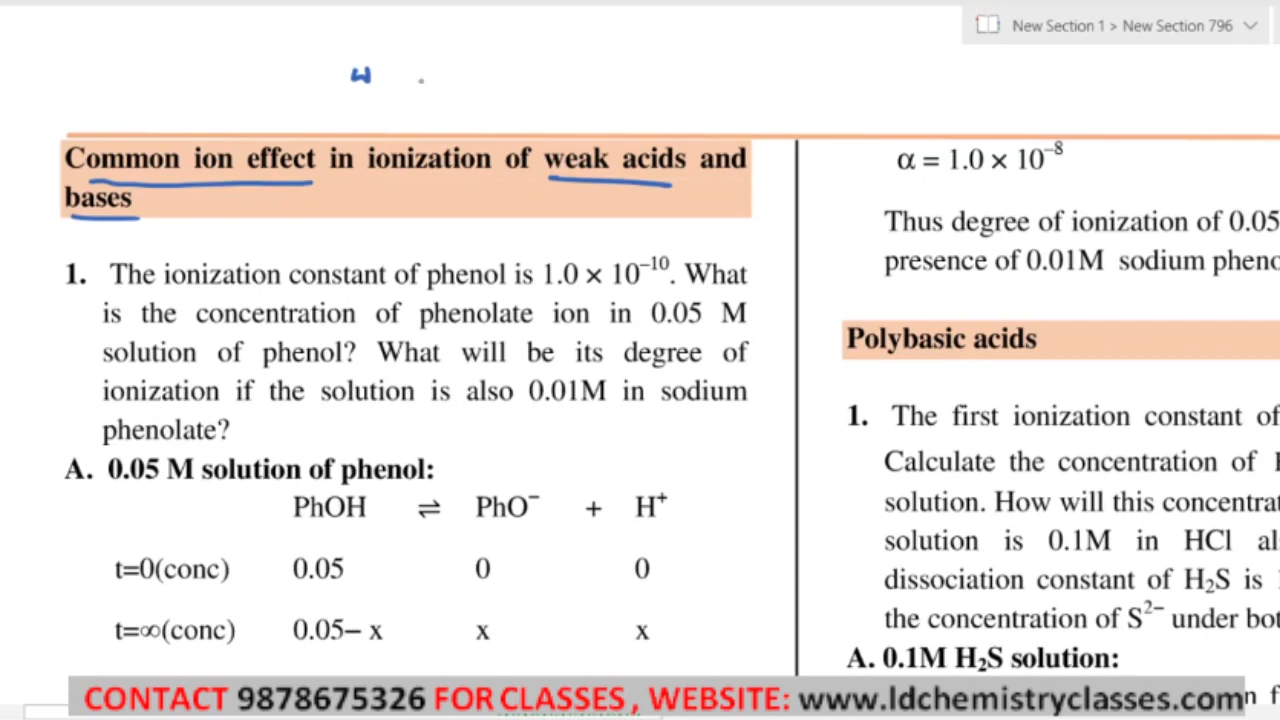 New Section 1 > New Section 796
Common ion effect in ionization of weak acids and
bases
1. The ionization constant of phenol is 1.0 × 10⁻¹⁰. What
is the concentration of phenolate ion in 0.05 M
solution of phenol? What will be its degree of
ionization if the solution is also 0.01M in sodium
phenolate?
A. 0.05 M solution of phenol:
PhOH ⇌ PhO⁻ + H⁺
t=0(conc) 0.05 0 0
t=∞(conc) 0.05− x x x
α = 1.0 × 10⁻⁸
Thus degree of ionization of 0.05
presence of 0.01M sodium pheno
Polybasic acids
1. The first ionization constant of
Calculate the concentration of
solution. How will this concentrat
solution is 0.1M in HCl al
dissociation constant of H₂S is
the concentration of S²⁻ under bot
A. 0.1M H₂S solution:
CONTACT 9878675326 FOR CLASSES , WEBSITE: www.ldchemistryclasses.com